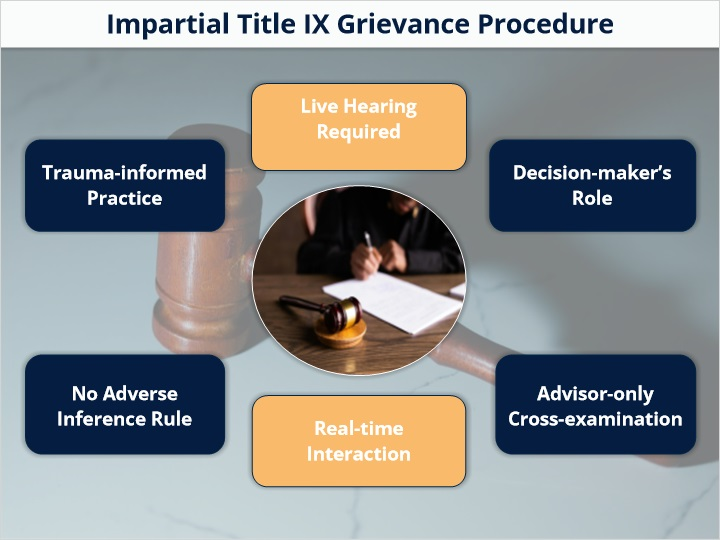 Impartial Title IX Grievance Procedure
Live Hearing
Required
Trauma-informed
Practice
Decision-maker’s
Role
No Adverse
Inference Rule
Real-time
Interaction
Advisor-only
Cross-examination